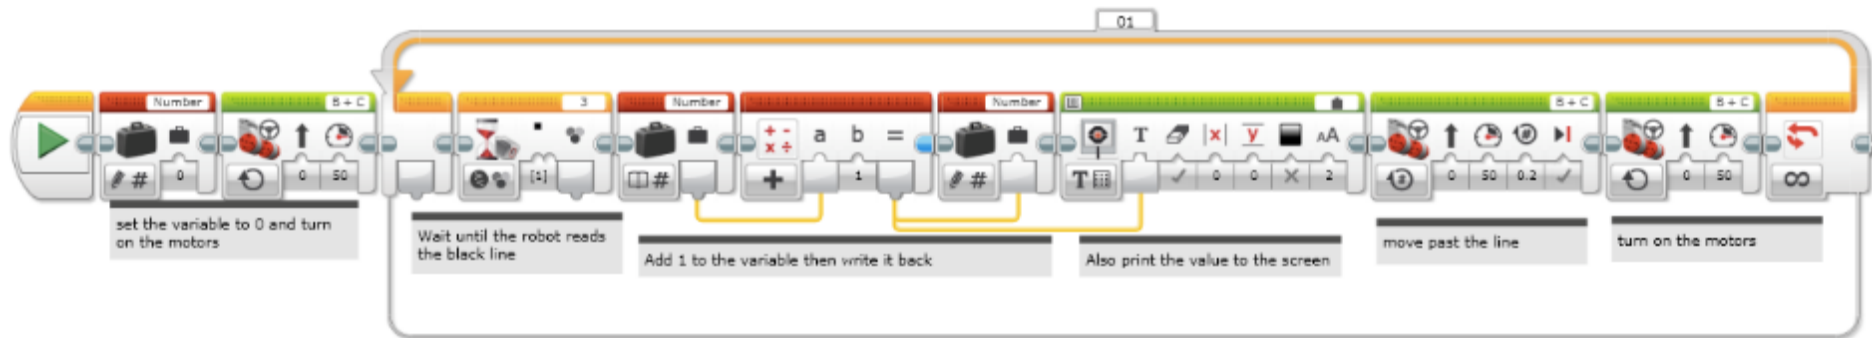 01
Number
B + C
3
Number
Number
B + C
B + C
a b =
T x y AA
#
0
0 50
[1]
#
1
#
T
0 0 2
0 50 0.2
0 50
set the variable to 0 and turn
on the motors
Wait until the robot reads
the black line
Add 1 to the variable then write it back
Also print the value to the screen
move past the line
turn on the motors